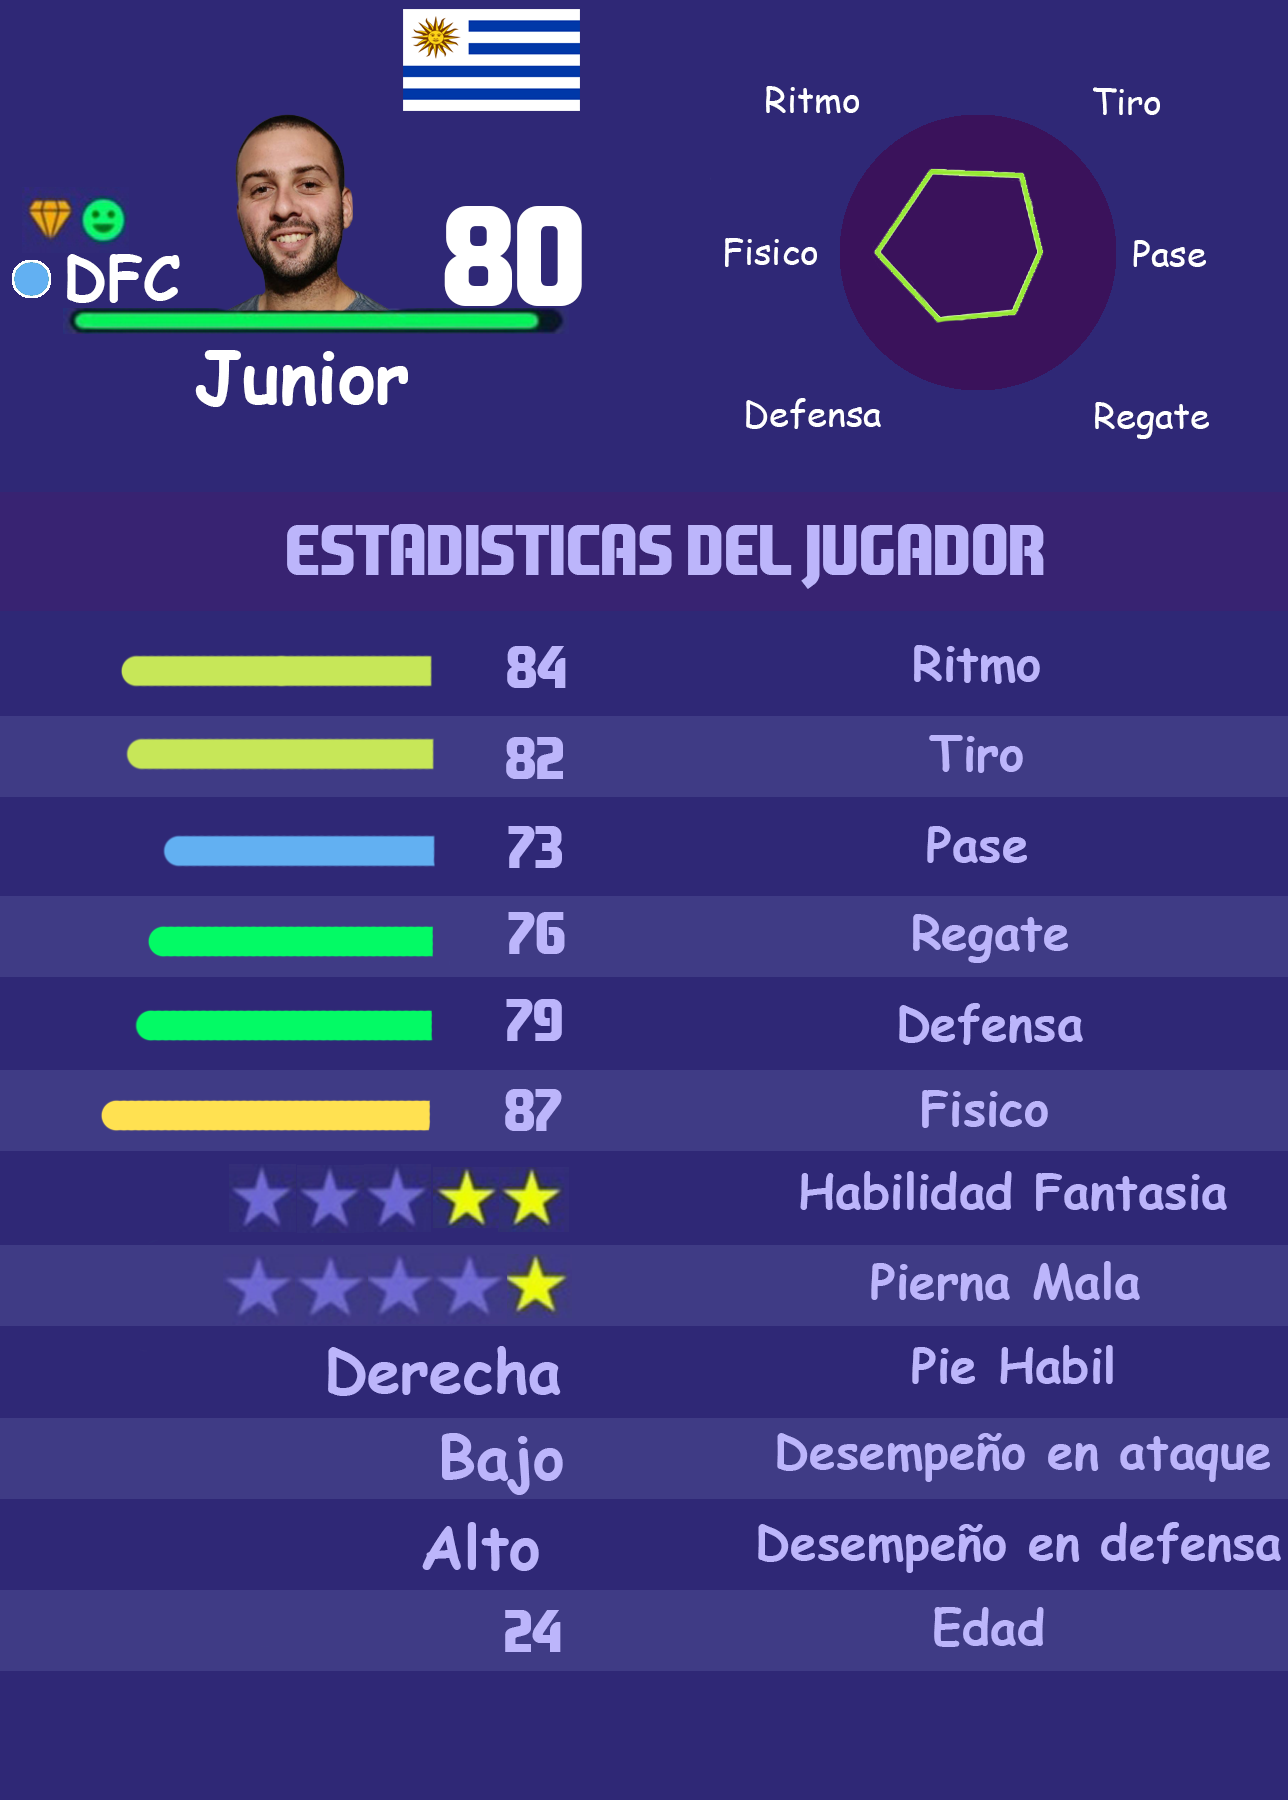 Ritmo
Tiro
DFC
80
Fisico
Pase
Junior
Defensa
Regate
ESTADISTICAS DEL JUGADOR
84 Ritmo
82 Tiro
73 Pase
76 Regate
79 Defensa
87 Fisico
Habilidad Fantasia
Pierna Mala
Derecha Pie Habil
Bajo Desempeño en ataque
Alto Desempeño en defensa
24 Edad